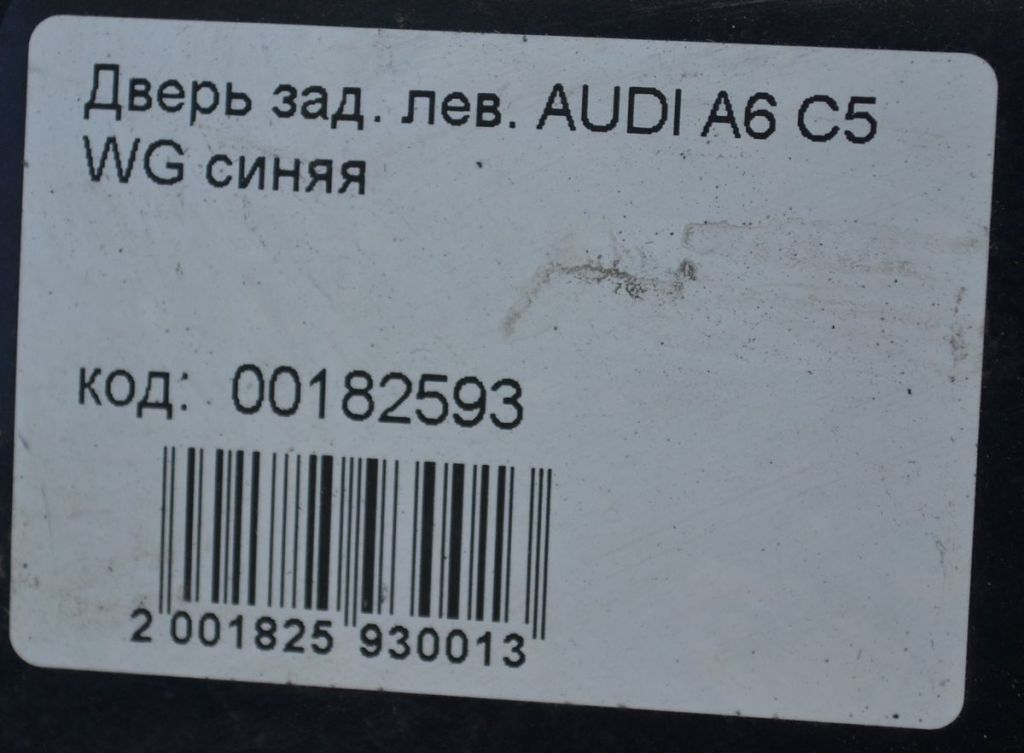 Дверь зад. лев. AUDI A6 C5
WG синяя
код: 00182593
2 001825 930013